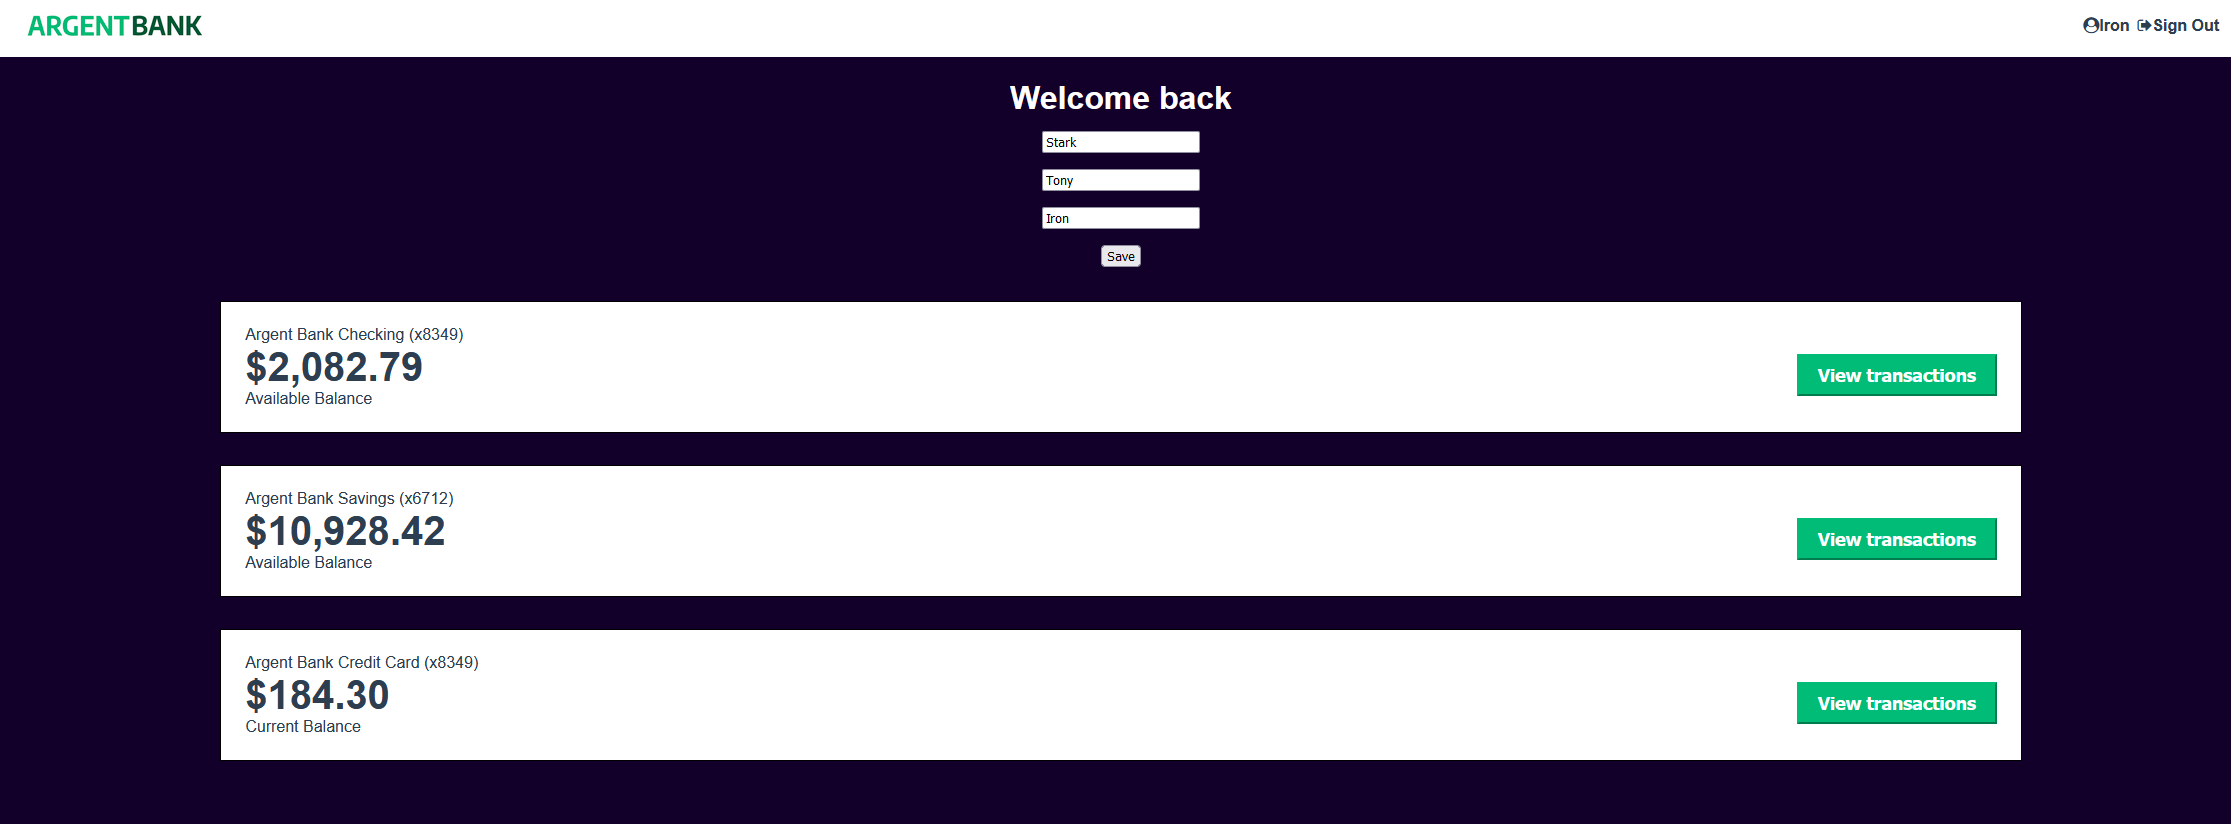 ARGENTBANK
Iron Sign Out
Welcome back
Stark
Tony
Iron
Save
Argent Bank Checking (x8349)
$2,082.79
Available Balance
View transactions
Argent Bank Savings (x6712)
$10,928.42
Available Balance
View transactions
Argent Bank Credit Card (x8349)
$184.30
Current Balance
View transactions